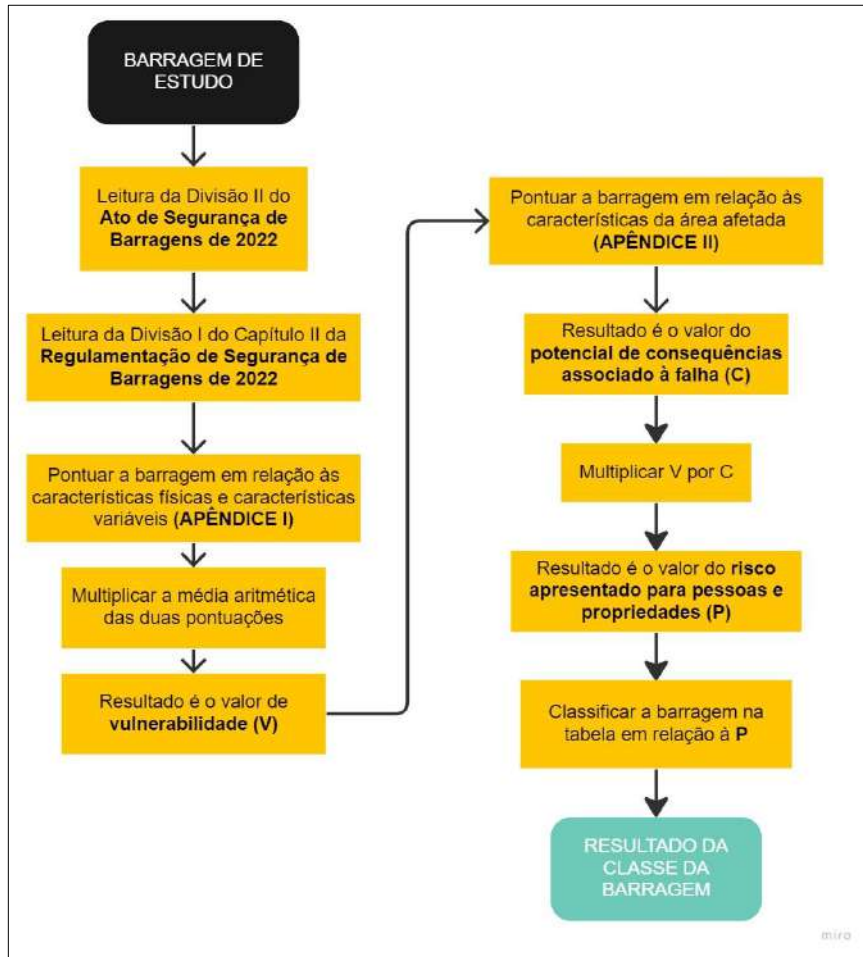 BARRAGEM DE
ESTUDO
Leitura da Divisão II do
Ato de Segurança de
Barragens de 2022
Leitura da Divisão I do Capítulo II da
Regulamentação de Segurança de
Barragens de 2022
Pontuar a barragem em relação às
características físicas e características
variáveis (APÊNDICE I)
Multiplicar a média aritmética
das duas pontuações
Resultado é o valor de
vulnerabilidade (V)
Pontuar a barragem em relação às
características da área afetada
(APÊNDICE II)
Resultado é o valor do
potencial de consequências
associado à falha (C)
Multiplicar V por C
Resultado é o valor do risco
apresentado para pessoas e
propriedades (P)
Classificar a barragem na
tabela em relação à P
RESULTADO DA
CLASSE DA
BARRAGEM
miro